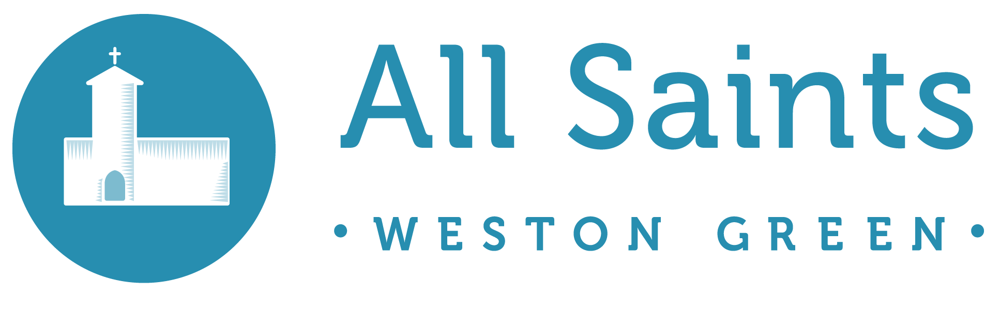 All Saints
• WESTON GREEN •